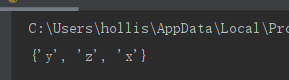 C:\Users\hollis\AppData\Local\Pro
{'y', 'z', 'x'}